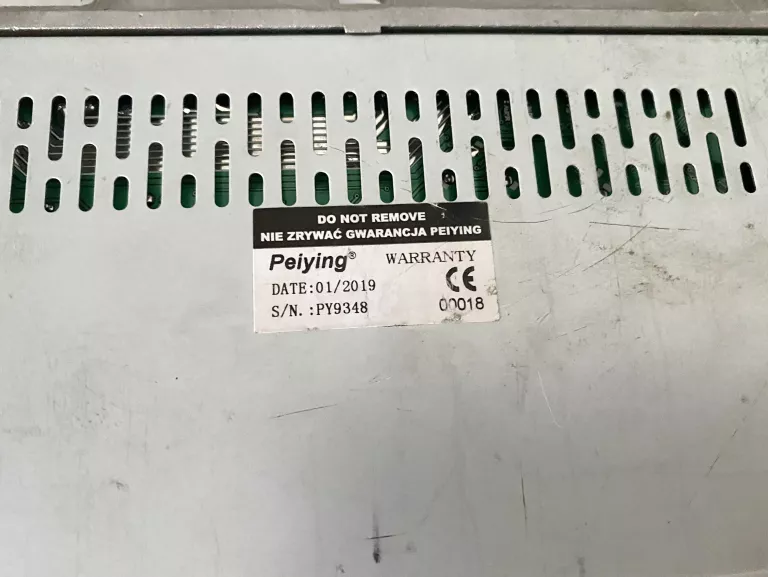 DO NOT REMOVE
NIE ZRYWAĆ GWARANCJA PEIYING
Peiying® WARRANTY
DATE:01/2019 CE
S/N.:PY9348 00018